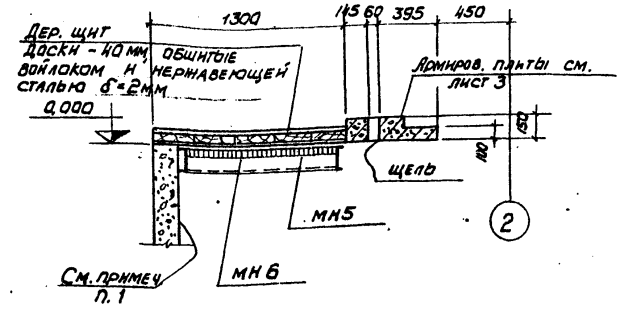 1300 145 60 395 450
Дер. щит
Доски - 40 мм, обшитые
войлоком и нержавеющей
сталью δ=2мм
0,000
Армиров. плиты см.
лист 3
150
100
щель
мн5
2
мн6
См. примеч.
п. 1